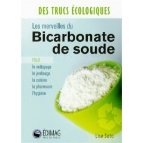 DES TRUCS ÉCOLOGIQUES
Les merveilles du
Bicarbonate
de soude
Pour
le nettoyage
le jardinage
la cuisine
la pharmacie
l'hygiène
EDIMAG